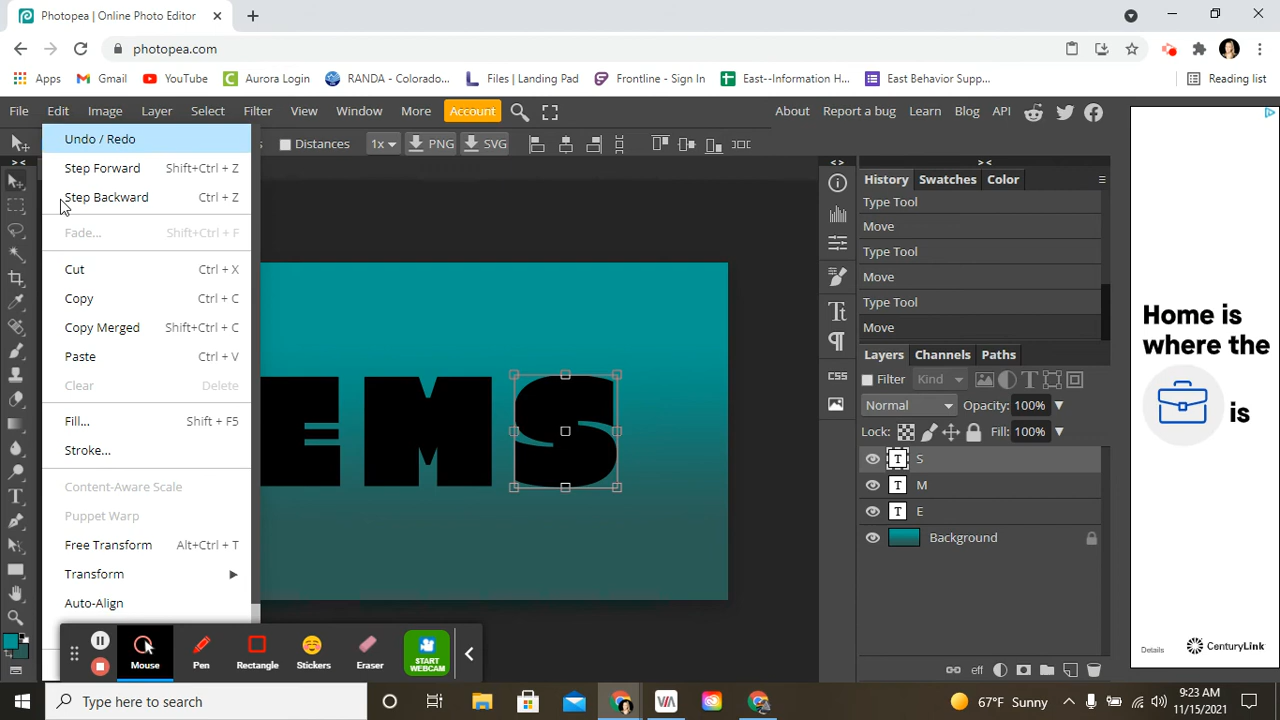 Photopea | Online Photo Editor
photopea.com
Apps
Gmail
YouTube
Aurora Login
RANDA - Colorado...
Files | Landing Pad
Frontline - Sign In
East--Information H...
East Behavior Supp...
Reading list
File
Edit
Image
Layer
Select
Filter
View
Window
More
Account
About
Report a bug
Learn
Blog
API
Distances
1x
PNG
SVG
Undo / Redo
Step Forward Shift+Ctrl + Z
Step Backward Ctrl + Z
Fade... Shift+Ctrl + F
Cut Ctrl + X
Copy Ctrl + C
Copy Merged Shift+Ctrl + C
Paste Ctrl + V
Clear Delete
Fill... Shift + F5
Stroke...
Content-Aware Scale
Puppet Warp
Free Transform Alt+Ctrl + T
Transform
Auto-Align
EMS
History
Swatches
Color
Type Tool
Move
Type Tool
Move
Type Tool
Move
CSS
Layers
Channels
Paths
Filter
Kind
Normal
Opacity: 100%
Lock:
Fill: 100%
T S
T M
T E
Background
eff
Home is
where the
is
Details
CenturyLink
Mouse
Pen
Rectangle
Stickers
Eraser
START
WEBCAM
Type here to search
VIA
67°F Sunny
9:23 AM
11/15/2021